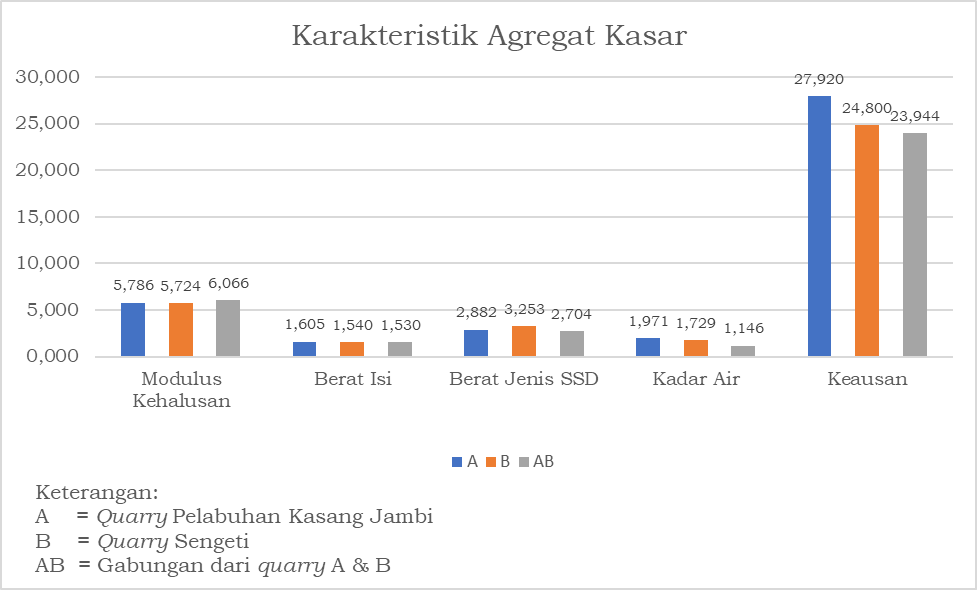 Karakteristik Agregat Kasar
30,000
25,000
20,000
15,000
10,000
5,000
0,000
5,786 5,724 6,066
1,605 1,540 1,530
2,882 3,253 2,704
1,971 1,729 1,146
27,920 24,800 23,944
Modulus
Kehalusan
Berat Isi
Berat Jenis SSD
Kadar Air
Keausan
A B AB
Keterangan:
A = Quarry Pelabuhan Kasang Jambi
B = Quarry Sengeti
AB = Gabungan dari quarry A & B